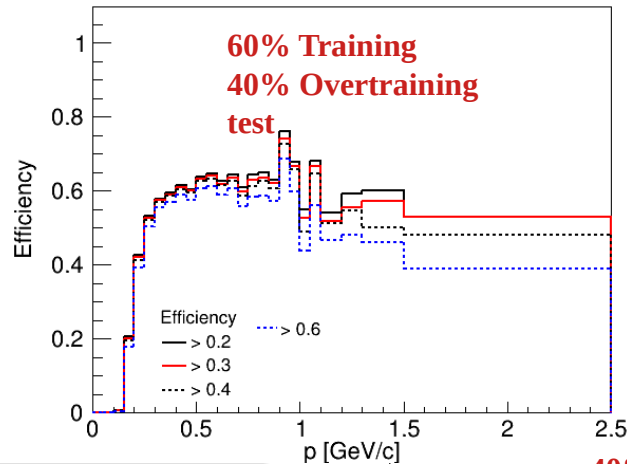 60% Training
40% Overtraining
test
1
0.8
0.6
0.4
0.2
0
Efficiency
Efficiency
> 0.2
> 0.3
> 0.4
> 0.6
0 0.5 1 1.5 2 2.5
p [GeV/c]